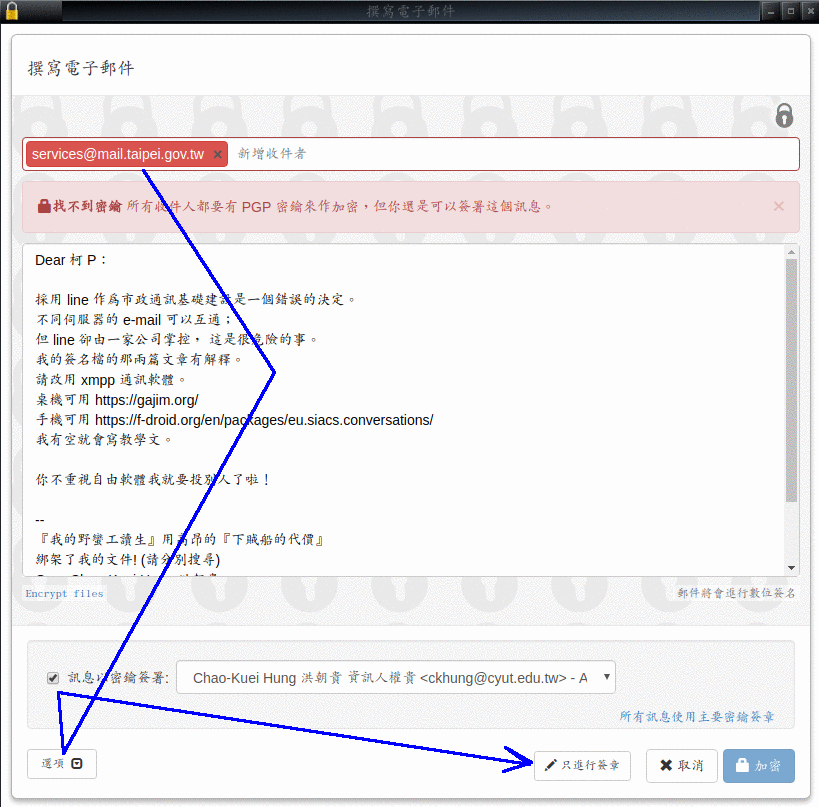 撰寫電子郵件
撰寫電子郵件
services@mail.taipei.gov.tw × 新增收件者
找不到密鑰 所有收件人都要有 PGP 密鑰來作加密，但你還是可以簽署這個訊息。 ×
Dear 柯 P：
採用 line 作為市政通訊基礎建設是一個錯誤的決定。
不同伺服器的 e-mail 可以互通；
但 line 卻由一家公司掌控， 這是很危險的事。
我的簽名檔的那兩篇文章有解釋。
請改用 xmpp 通訊軟體。
桌機可用 https://gajim.org/
手機可用 https://f-droid.org/en/packages/eu.siacs.conversations/
我有空就會寫教學文。
你不重視自由軟體我就要投別人了啦！
--
『我的野蠻工讀生』用高昂的『下賊船的代價』
綁架了我的文件! (請分別搜尋)
Encrypt files
郵件將會進行數位簽名
訊息以密鑰簽署: Chao-Kuei Hung 洪朝貴 資訊人權貴 <ckhung@cyut.edu.tw> - A
所有訊息使用主要密鑰簽章
選項
只進行簽章
取消
加密